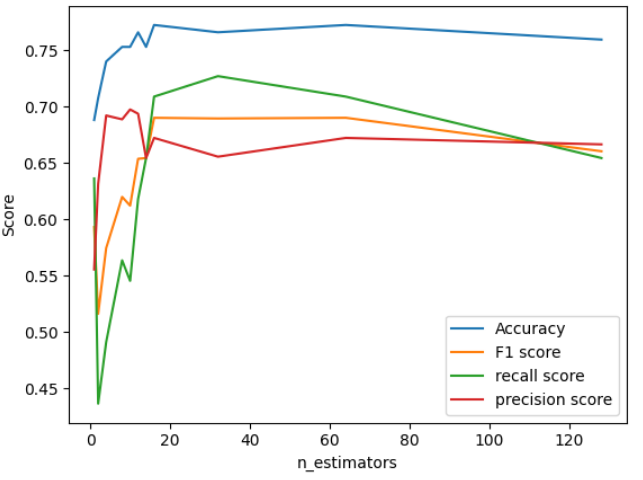 0.75
0.70
0.65
0.60
0.55
0.50
0.45
Score
Accuracy
F1 score
recall score
precision score
0 20 40 60 80 100 120
n_estimators